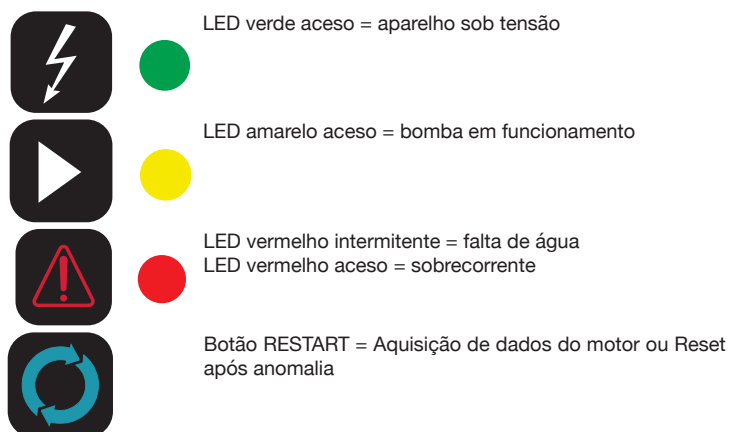 LED verde aceso = aparelho sob tensão
LED amarelo aceso = bomba em funcionamento
LED vermelho intermitente = falta de água
LED vermelho aceso = sobrecorrente
Botão RESTART = Aquisição de dados do motor ou Reset
após anomalia